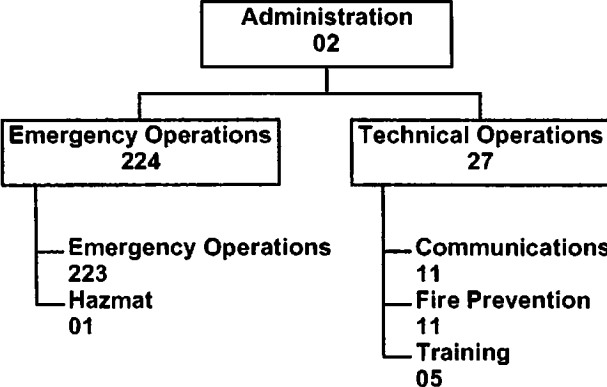 Administration
02
Emergency Operations
224
Technical Operations
27
Emergency Operations
223
Hazmat
01
Communications
11
Fire Prevention
11
Training
05